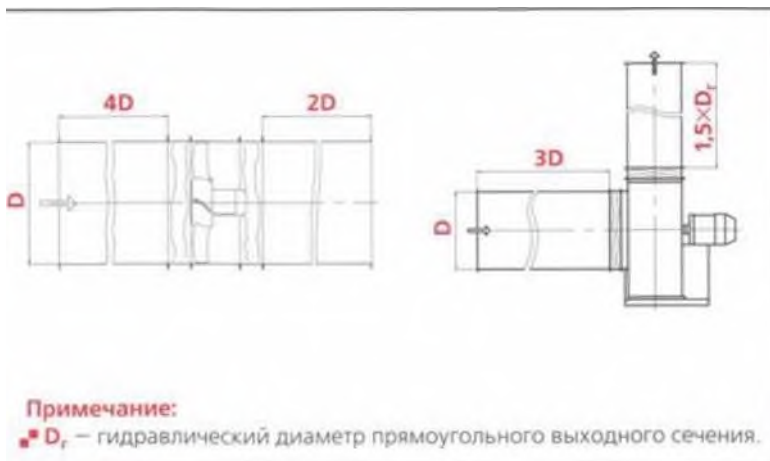 4D
2D
D
3D
D
1,5×Dг
Примечание:
Dг – гидравлический диаметр прямоугольного выходного сечения.